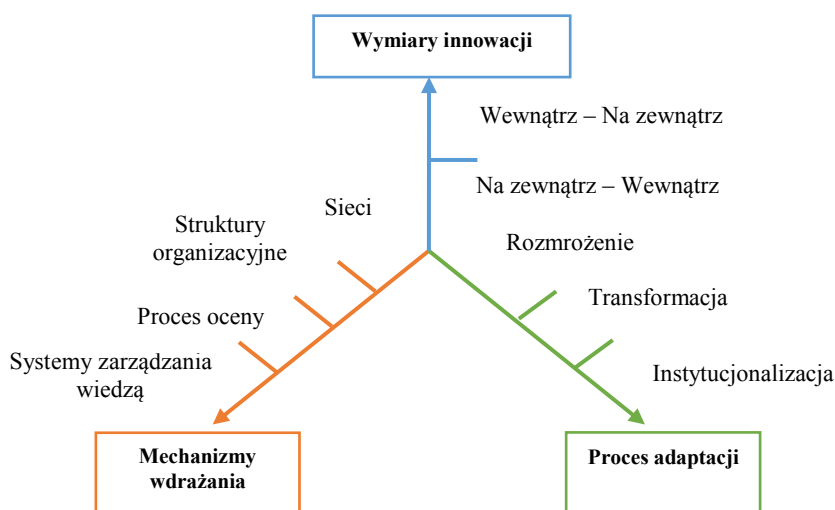 Wymiary innowacji
Wewnątrz – Na zewnątrz
Na zewnątrz – Wewnątrz
Sieci
Struktury
organizacyjne
Proces oceny
Systemy zarządzania
wiedzą
Rozmrożenie
Transformacja
Instytucjonalizacja
Mechanizmy
wdrażania
Proces adaptacji